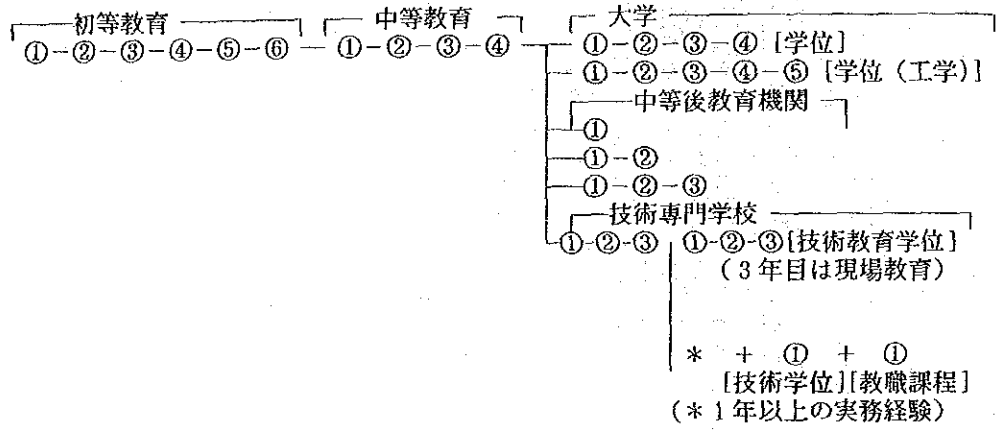 初等教育 中等教育 大学
①-②-③-④-⑤-⑥ - ①-②-③-④ ①-②-③-④ [学位]
①-②-③-④-⑤ [学位（工学）]
中等後教育機関
①
①-②
①-②-③
技術専門学校
①-②-③ ①-②-③[技術教育学位]
（3年目は現場教育）
* + ① + ①
[技術学位][教職課程]
（*1年以上の実務経験）